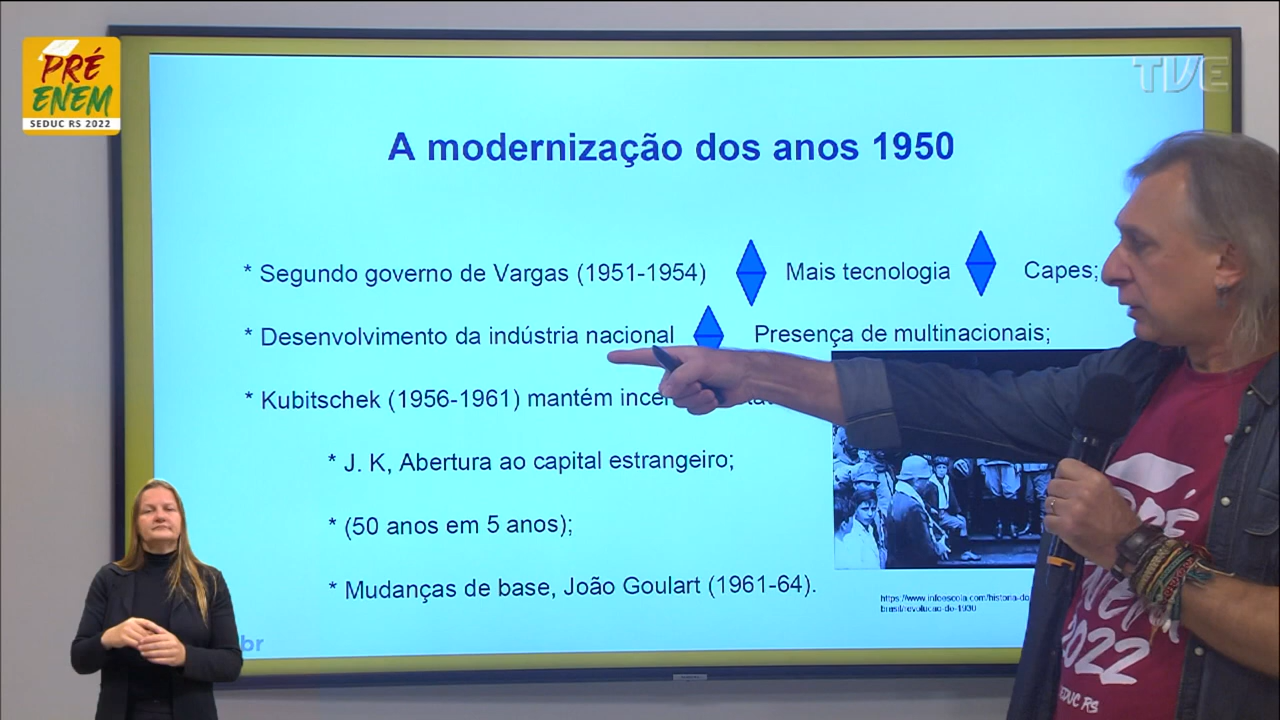 PRÉ
ENEM
SEDUC RS 2022
TVE
A modernização dos anos 1950
* Segundo governo de Vargas (1951-1954) Mais tecnologia Capes;
* Desenvolvimento da indústria nacional Presença de multinacionais;
* Kubitschek (1956-1961) mantém
* J. K, Abertura ao capital estrangeiro;
* (50 anos em 5 anos);
* Mudanças de base, João Goulart (1961-64).
https://www.infoescola.com/historia-do
brasil/revolucao-de-1930
br
2022
SEDUC RS